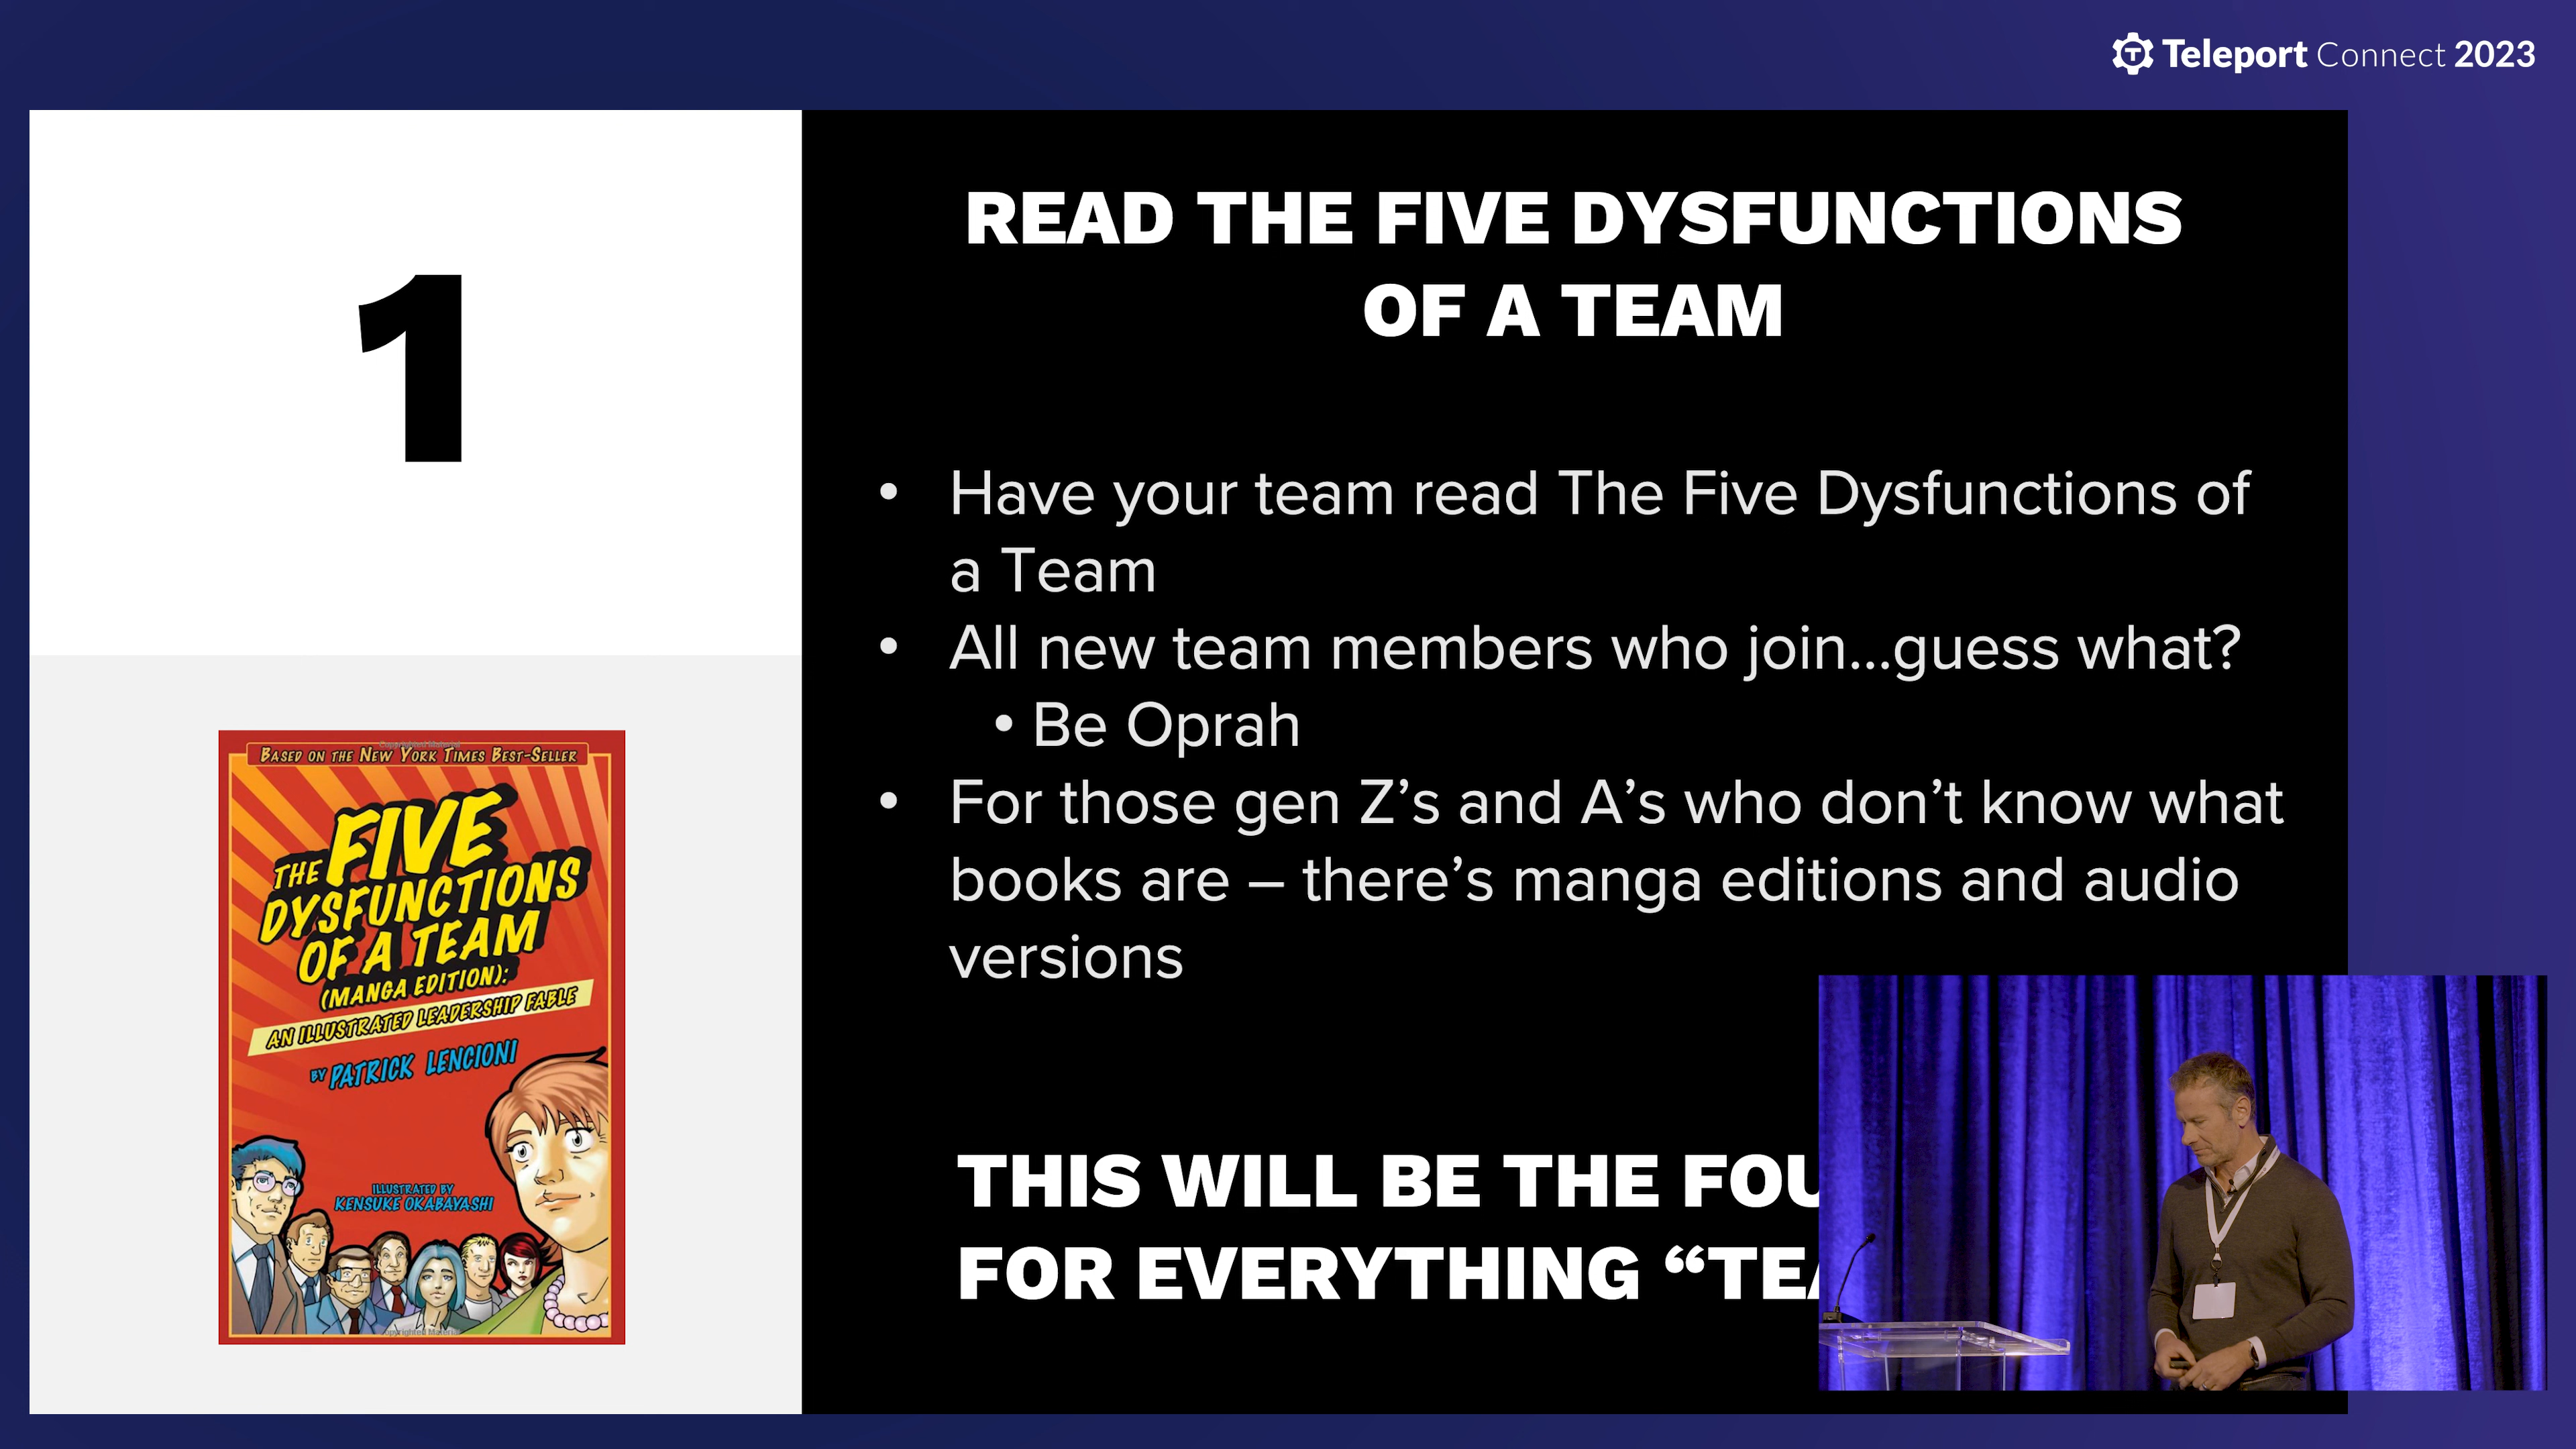 Teleport Connect 2023
1
READ THE FIVE DYSFUNCTIONS
OF A TEAM
• Have your team read The Five Dysfunctions of
a Team
• All new team members who join...guess what?
• Be Oprah
• For those gen Z’s and A’s who don’t know what
books are – there’s manga editions and audio
versions
THIS WILL BE THE
FOR EVERYTHING
Copyrighted Material
BASED ON THE NEW YORK TIMES BEST-SELLER
THE FIVE
DYSFUNCTIONS
OF A TEAM
(MANGA EDITION):
AN ILLUSTRATED LEADERSHIP FABLE
BY PATRICK LENCIONI
ILLUSTRATED BY
KENSUKE OKABAYASHI
Copyrighted Material